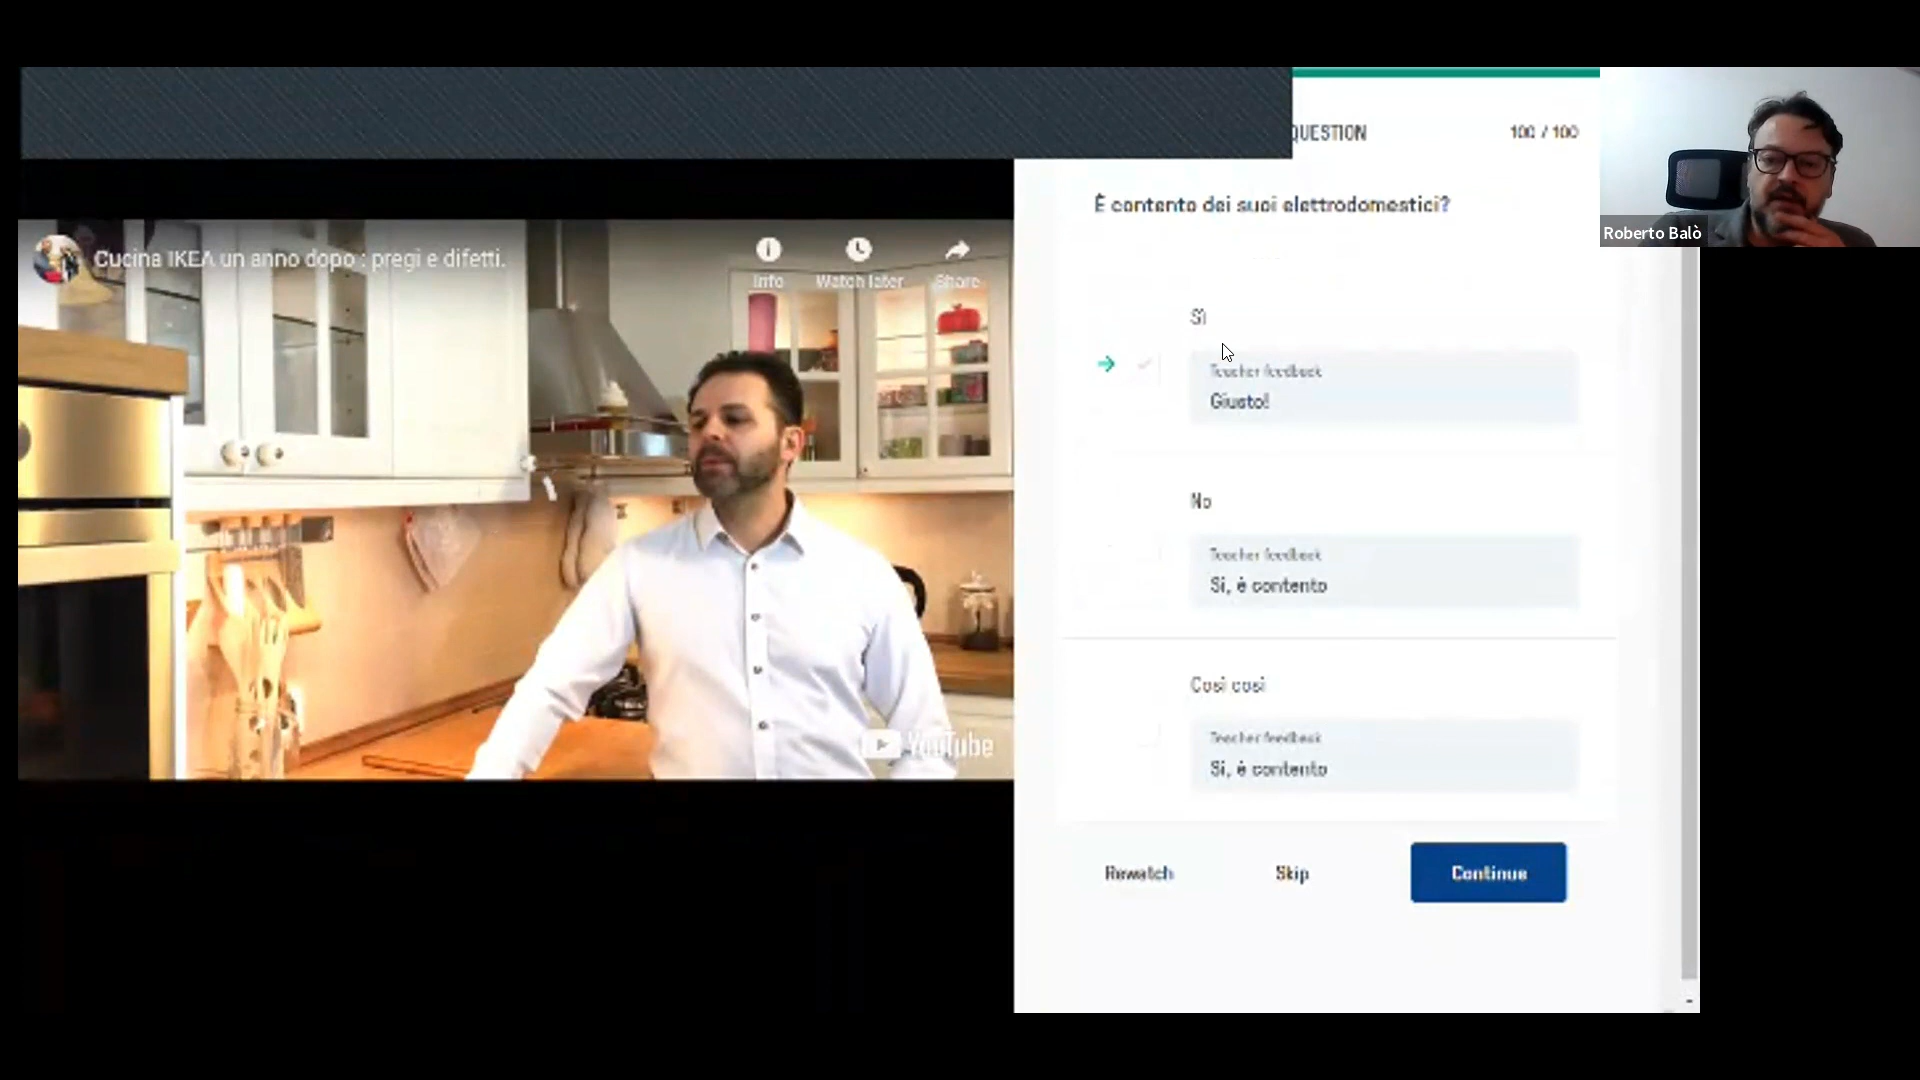 QUESTION
100 / 100
Roberto Balò
È contento dei suoi elettrodomestici?
Cucina IKEA un anno dopo : pregi e difetti.
Info
Watch later
Share
Sì
Teacher feedback
Giusto!
No
Teacher feedback
Sì, è contento
Così così
Teacher feedback
Sì, è contento
YouTube
Rewatch
Skip
Continue